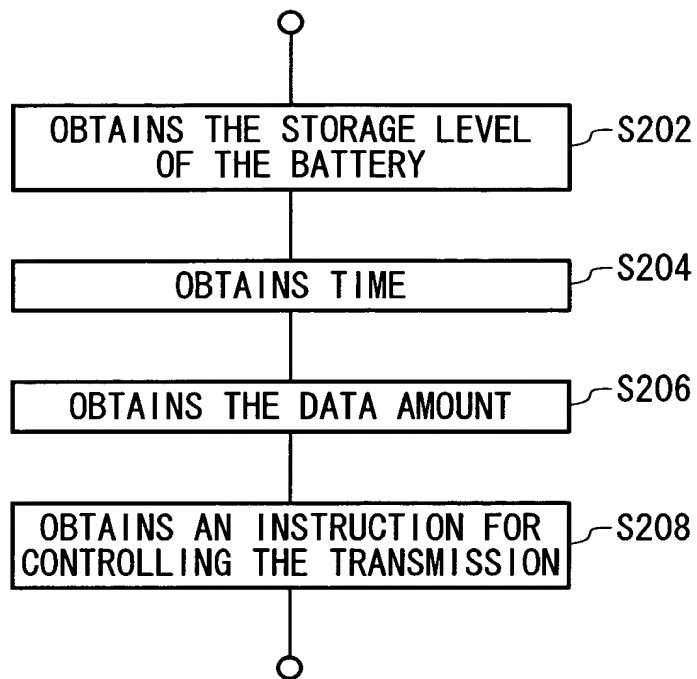 OBTAINS THE STORAGE LEVEL
OF THE BATTERY
S202
OBTAINS TIME
S204
OBTAINS THE DATA AMOUNT
S206
OBTAINS AN INSTRUCTION FOR
CONTROLLING THE TRANSMISSION
S208